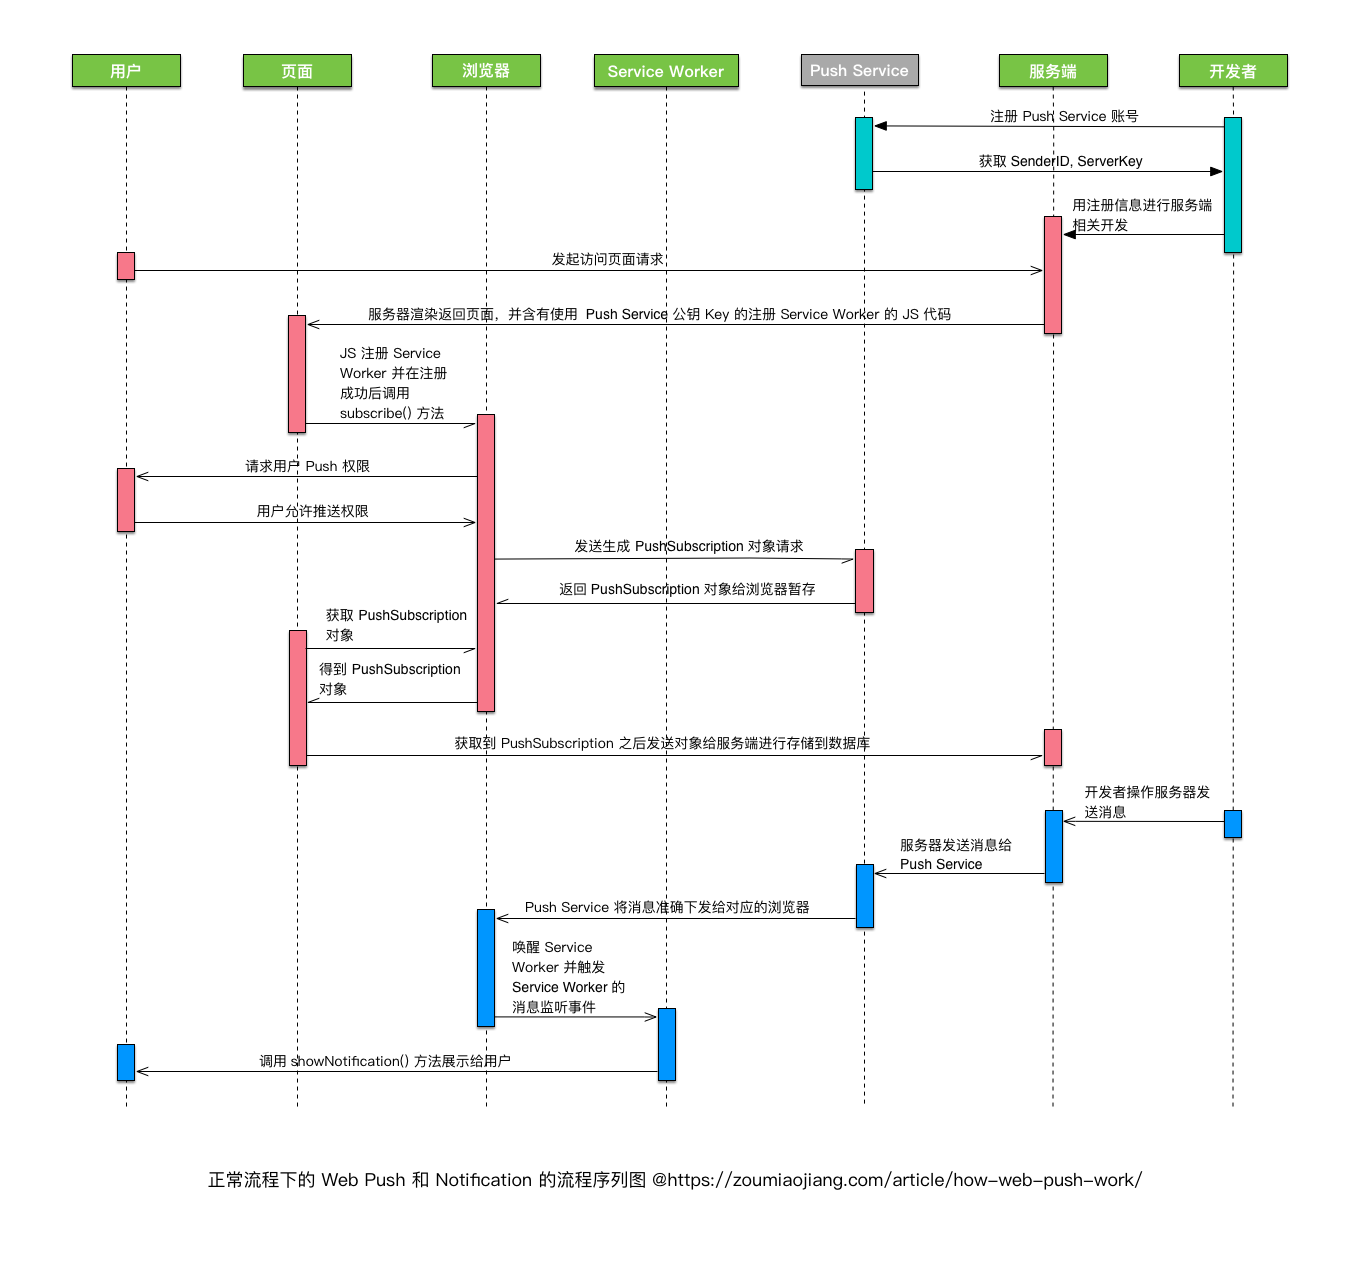 用户
页面
浏览器
Service Worker
Push Service
服务端
开发者
注册 Push Service 账号
获取 SenderID, ServerKey
用注册信息进行服务端
相关开发
发起访问页面请求
服务器渲染返回页面，并含有使用 Push Service 公钥 Key 的注册 Service Worker 的 JS 代码
JS 注册 Service
Worker 并在注册
成功后调用
subscribe() 方法
请求用户 Push 权限
用户允许推送权限
发送生成 PushSubscription 对象请求
返回 PushSubscription 对象给浏览器暂存
获取 PushSubscription
对象
得到 PushSubscription
对象
获取到 PushSubscription 之后发送对象给服务端进行存储到数据库
开发者操作服务器发
送消息
服务器发送消息给
Push Service
Push Service 将消息准确下发给对应的浏览器
唤醒 Service
Worker 并触发
Service Worker 的
消息监听事件
调用 showNotification() 方法展示给用户
正常流程下的 Web Push 和 Notification 的流程序列图 @https://zoumiaojiang.com/article/how-web-push-work/